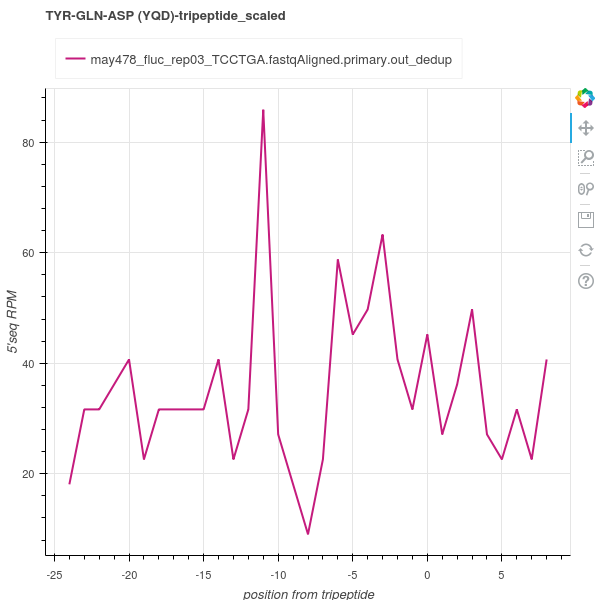 TYR-GLN-ASP (YQD)-tripeptide_scaled
may478_fluc_rep03_TCCTGA.fastqAligned.primary.out_dedup
80
60
40
20
5'seq RPM
-25 -20 -15 -10 -5 0 5
position from tripeptide